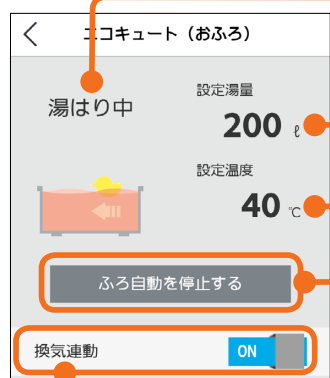 エコキュート（おふろ）
湯はり中
設定湯量
200 ℓ
設定温度
40 ℃
ふろ自動を停止する
換気連動
ON